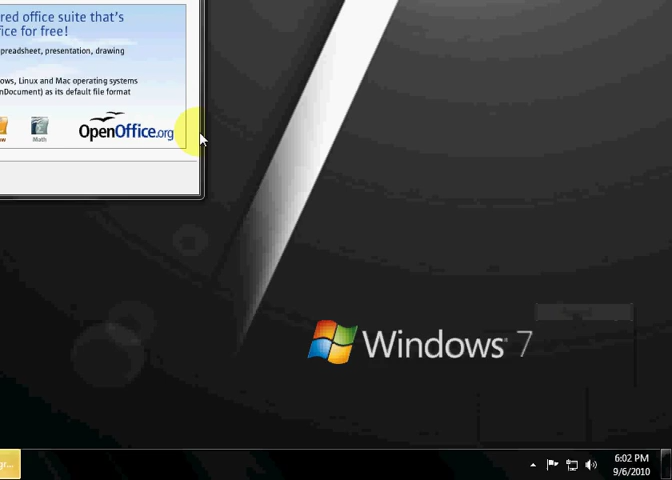 red office suite that's
ice for free!
preadsheet, presentation, drawing
ows, Linux and Mac operating systems
nDocument) as its default file format
w
Math
OpenOffice.org
Windows 7
gr...
6:02 PM
9/6/2010